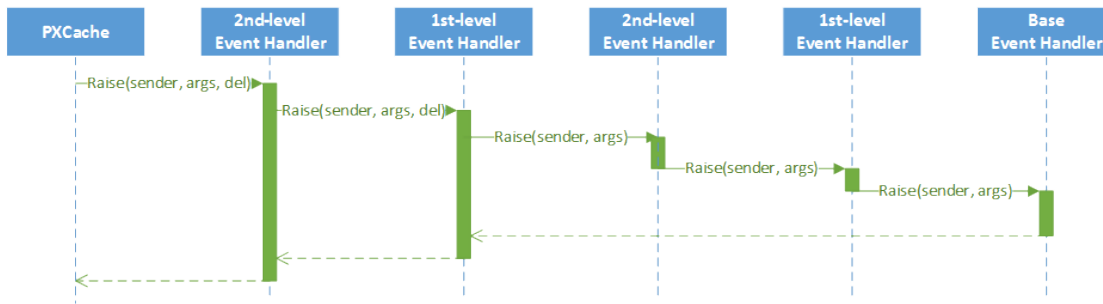 PXCache
2nd-level
Event Handler
1st-level
Event Handler
2nd-level
Event Handler
1st-level
Event Handler
Base
Event Handler
Raise(sender, args, del)
Raise(sender, args, del)
Raise(sender, args)
Raise(sender, args)
Raise(sender, args)